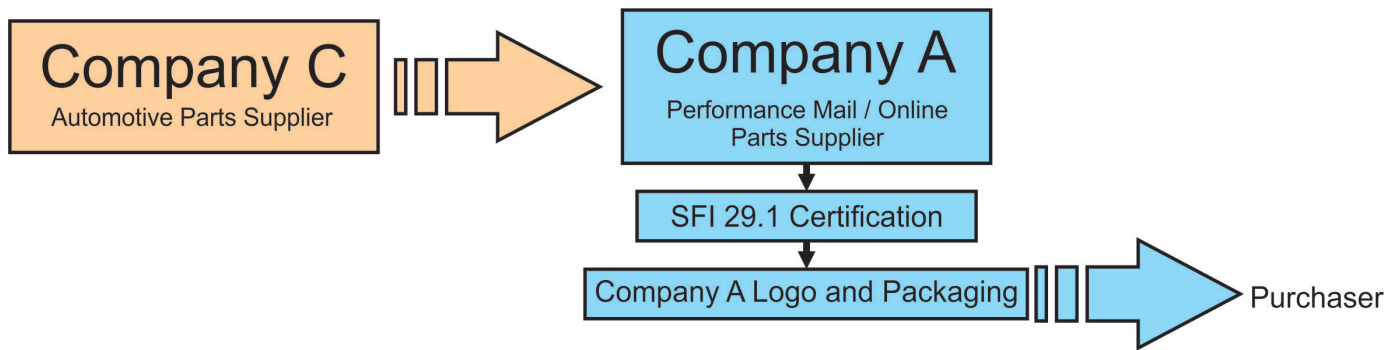 Company C
Automotive Parts Supplier
Company A
Performance Mail / Online
Parts Supplier
SFI 29.1 Certification
Company A Logo and Packaging
Purchaser